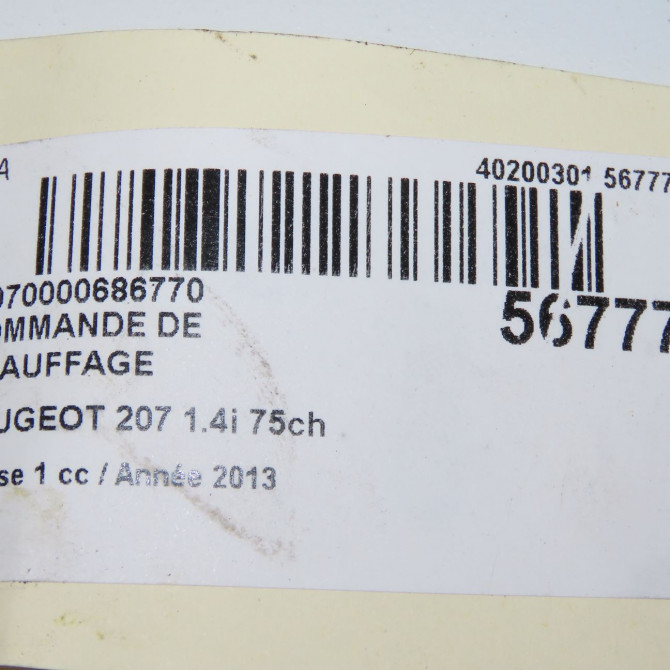 A 40200301 56777
070000686770 56777
OMMANDE DE
AUFFAGE
UGEOT 207 1.4i 75ch
se 1 cc / Année 2013